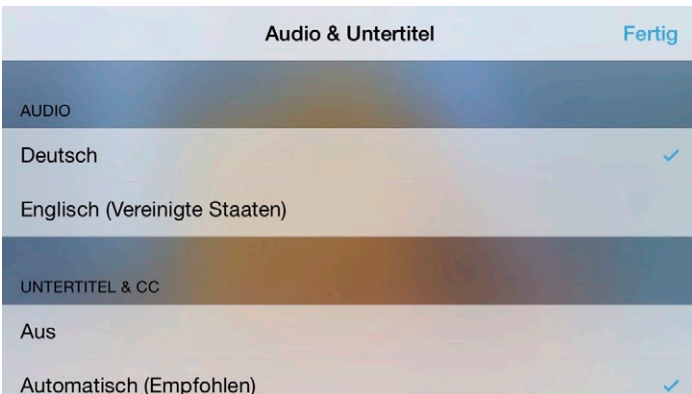 Audio & Untertitel
Fertig
AUDIO
Deutsch
Englisch (Vereinigte Staaten)
UNTERTITEL & CC
Aus
Automatisch (Empfohlen)